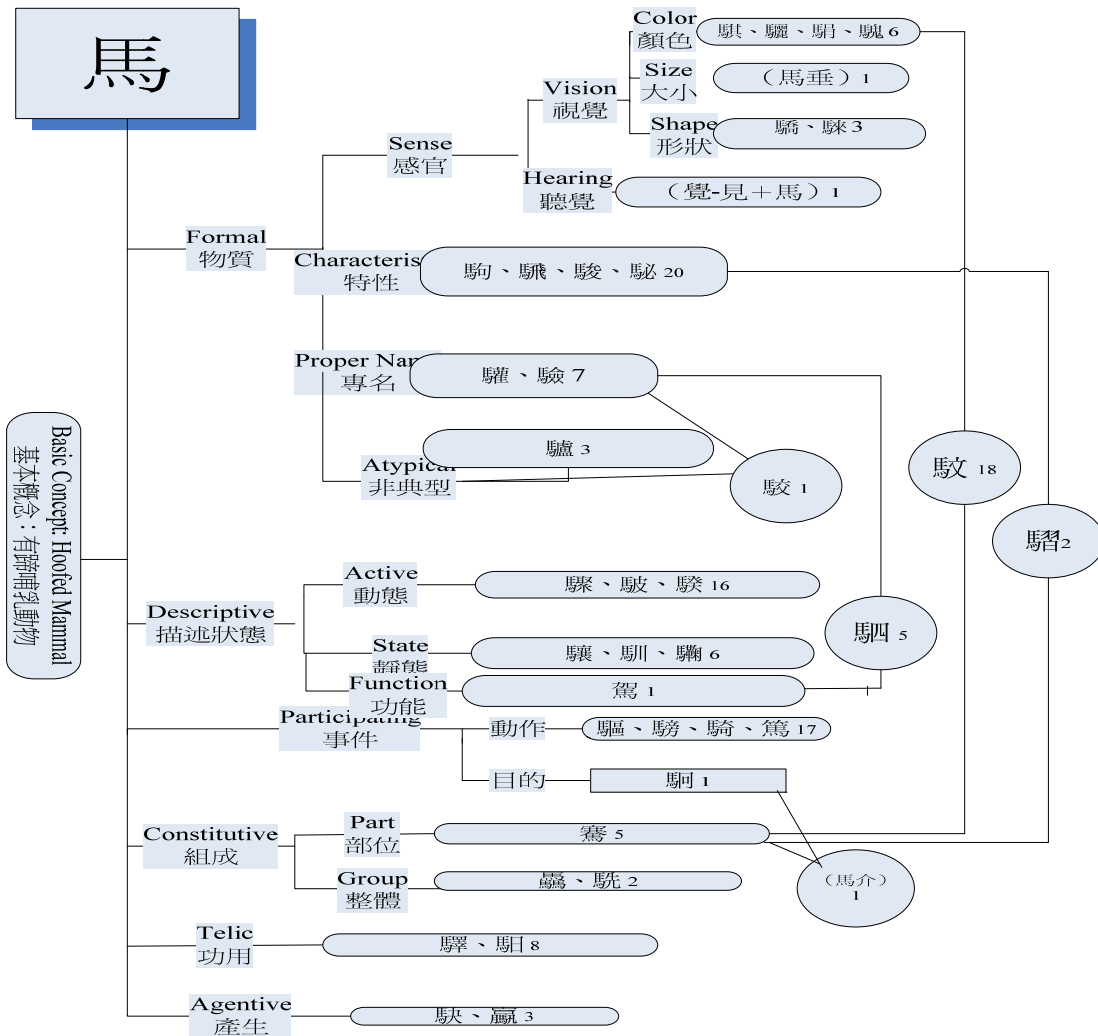 馬
Color
顏色
騏、驪、駽、騩 6
Size
大小
（馬垂）1
Vision
視覺
Shape
形狀
驕、騋 3
Sense
感官
Hearing
聽覺
（覺-見＋馬）1
Formal
物質
Characteris
特性
駒、騛、駿、駜 20
Proper Nam
專名
驩、驗 7
驢 3
Atypical
非典型
駮 1
駁 18
騽 2
Basic Concept: Hoofed Mammal
基本概念：有蹄哺乳動物
Active
動態
驟、駊、騤 16
Descriptive
描述狀態
駟 5
State
靜態
驤、馴、騊 6
Function
功能
駕 1
Participating
事件
動作
驅、騯、騎、篤 17
目的
駉 1
Constitutive
組成
Part
部位
騫 5
（馬介）
1
Group
整體
驫、駪 2
Telic
功用
驛、馹 8
Agentive
產生
駃、驘 3